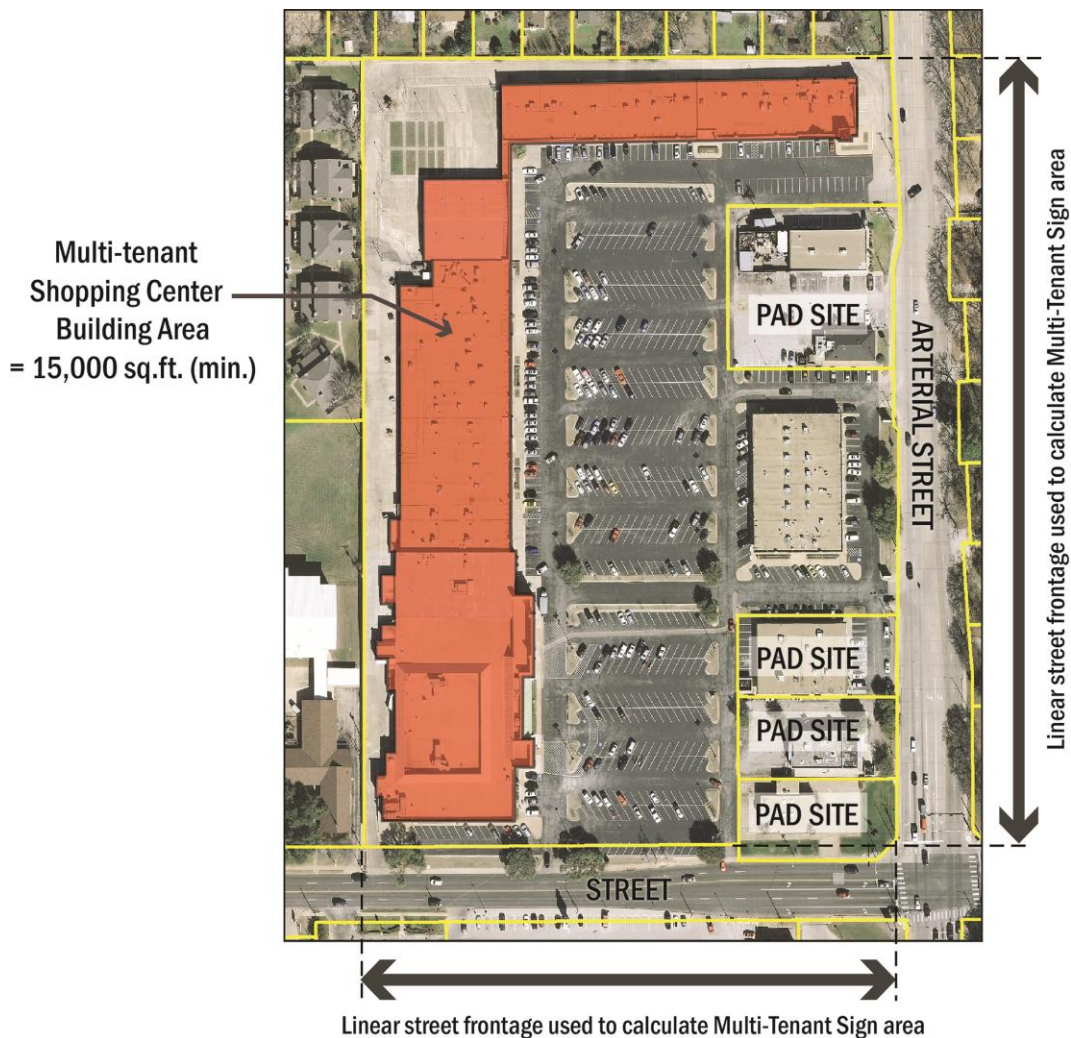 Multi-tenant
Shopping Center
Building Area
= 15,000 sq.ft. (min.)
PAD SITE
ARTERIAL STREET
Linear street frontage used to calculate Multi-Tenant Sign area
PAD SITE
PAD SITE
PAD SITE
STREET
Linear street frontage used to calculate Multi-Tenant Sign area